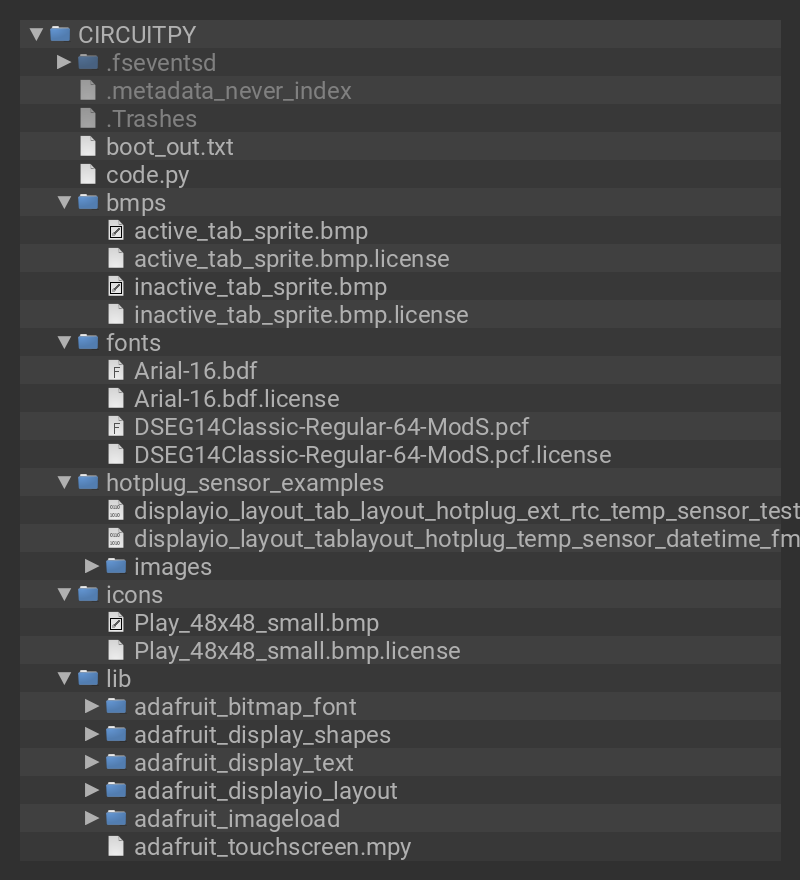 CIRCUITPY
.fseventsd
.metadata_never_index
.Trashes
boot_out.txt
code.py
bmps
active_tab_sprite.bmp
active_tab_sprite.bmp.license
inactive_tab_sprite.bmp
inactive_tab_sprite.bmp.license
fonts
Arial-16.bdf
Arial-16.bdf.license
DSEG14Classic-Regular-64-ModS.pcf
DSEG14Classic-Regular-64-ModS.pcf.license
hotplug_sensor_examples
displayio_layout_tab_layout_hotplug_ext_rtc_temp_sensor_test
displayio_layout_tablayout_hotplug_temp_sensor_datetime_fm
images
icons
Play_48x48_small.bmp
Play_48x48_small.bmp.license
lib
adafruit_bitmap_font
adafruit_display_shapes
adafruit_display_text
adafruit_displayio_layout
adafruit_imageload
adafruit_touchscreen.mpy